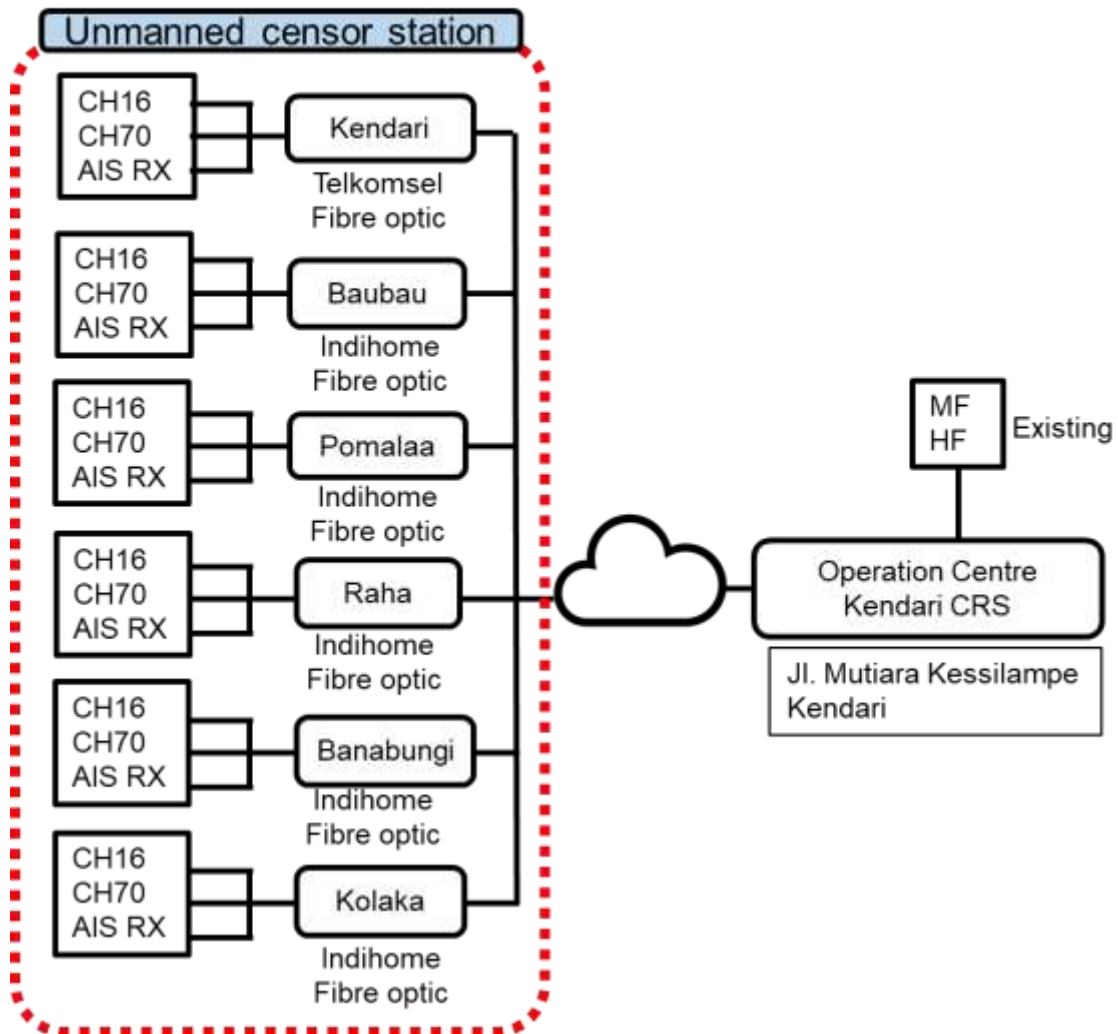 Unmanned censor station
CH16
CH70
AIS RX
Kendari
Telkomsel
Fibre optic
CH16
CH70
AIS RX
Baubau
Indihome
Fibre optic
CH16
CH70
AIS RX
Pomalaa
Indihome
Fibre optic
CH16
CH70
AIS RX
Raha
Indihome
Fibre optic
CH16
CH70
AIS RX
Banabungi
Indihome
Fibre optic
CH16
CH70
AIS RX
Kolaka
Indihome
Fibre optic
MF
HF
Existing
Operation Centre
Kendari CRS
Jl. Mutiara Kessilampe
Kendari